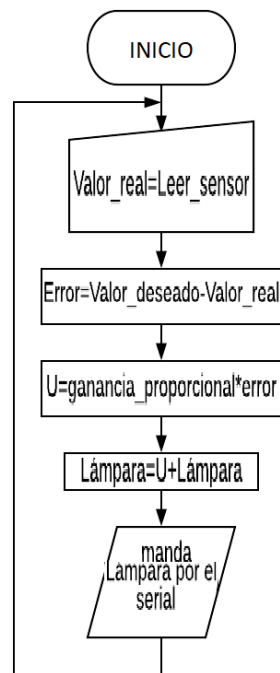 INICIO
Valor_real=Leer_sensor
Error=Valor_deseado-Valor_real
U=ganancia_proporcional*error
Lámpara=U+Lámpara
manda
Lámpara por el
serial